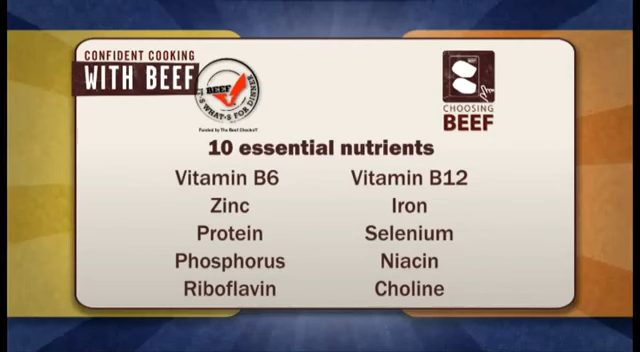 CONFIDENT COOKING
WITH BEEF
BEEF
IT'S WHAT'S FOR DINNER
Funded by The Beef Checkoff
CHOOSING
BEEF
10 essential nutrients
Vitamin B6 Vitamin B12
Zinc Iron
Protein Selenium
Phosphorus Niacin
Riboflavin Choline